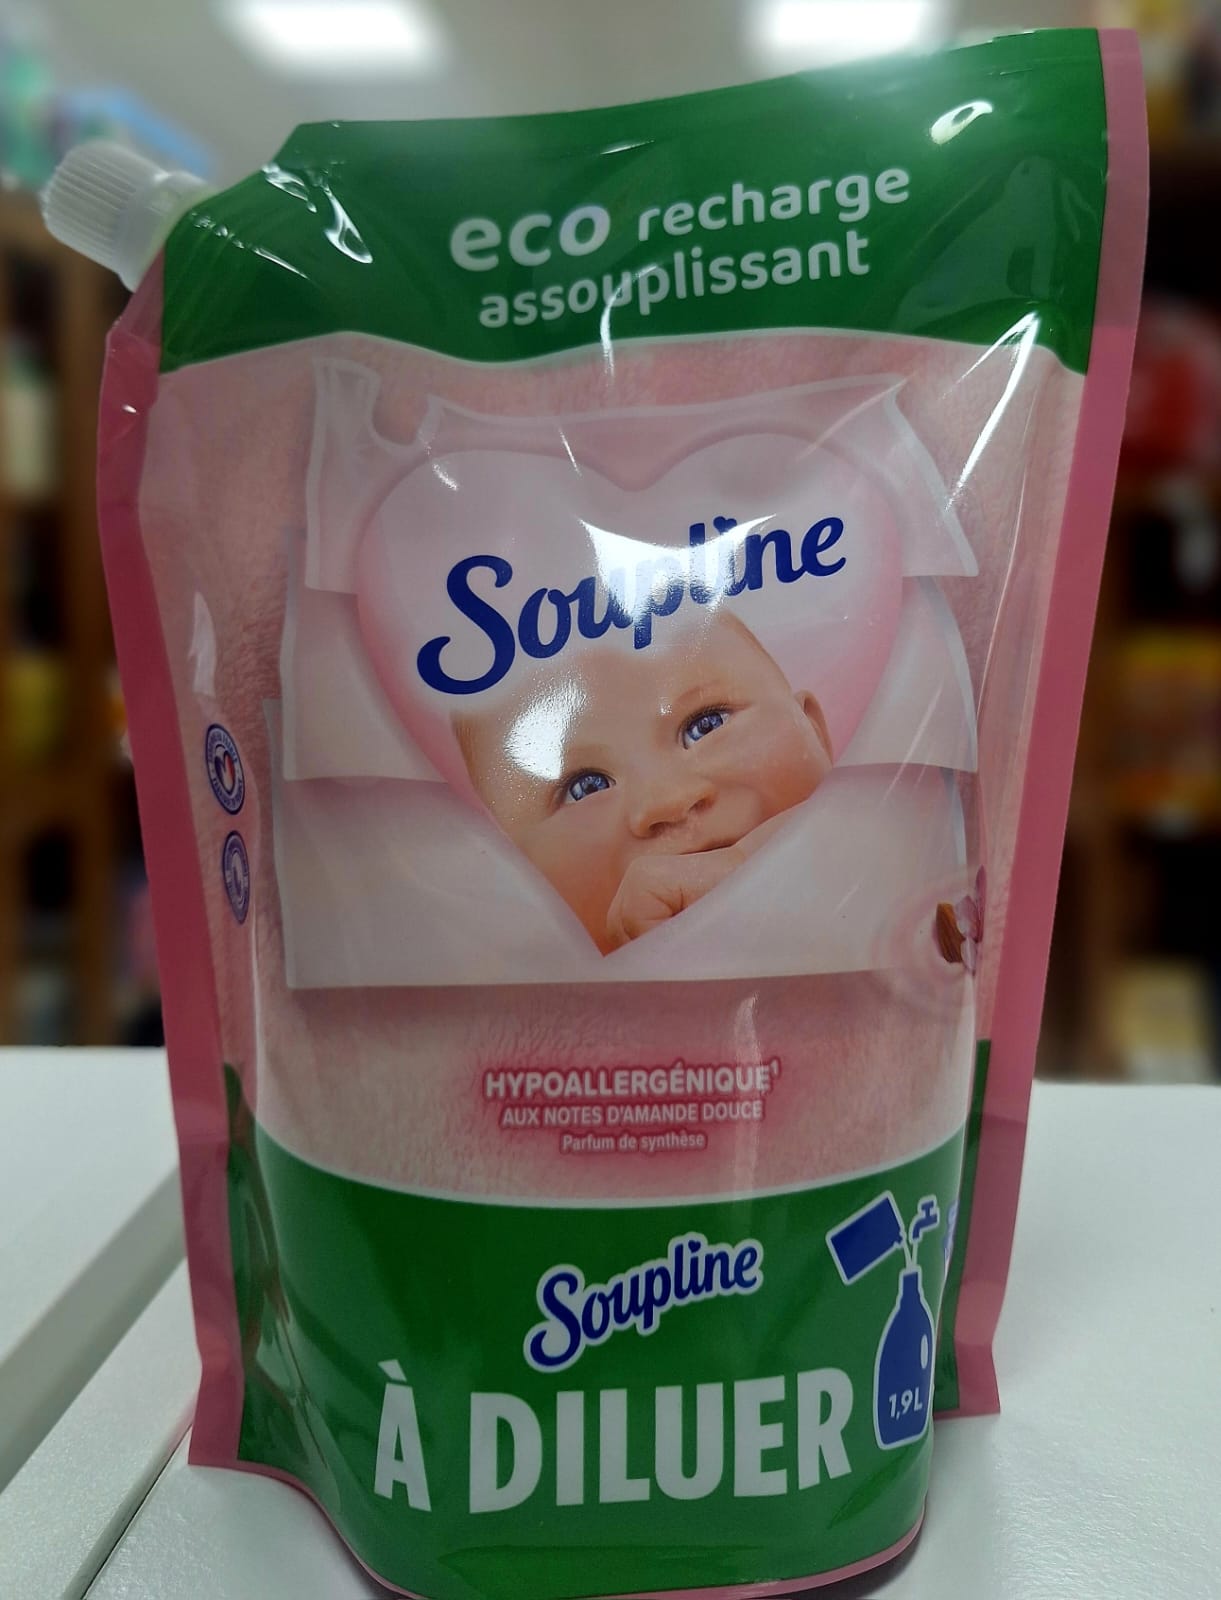 eco recharge
assouplissant
Soupline
HYPOALLERGÉNIQUE¹
AUX NOTES D'AMANDE DOUCE
Parfum de synthèse
Soupline
À DILUER
1,9L